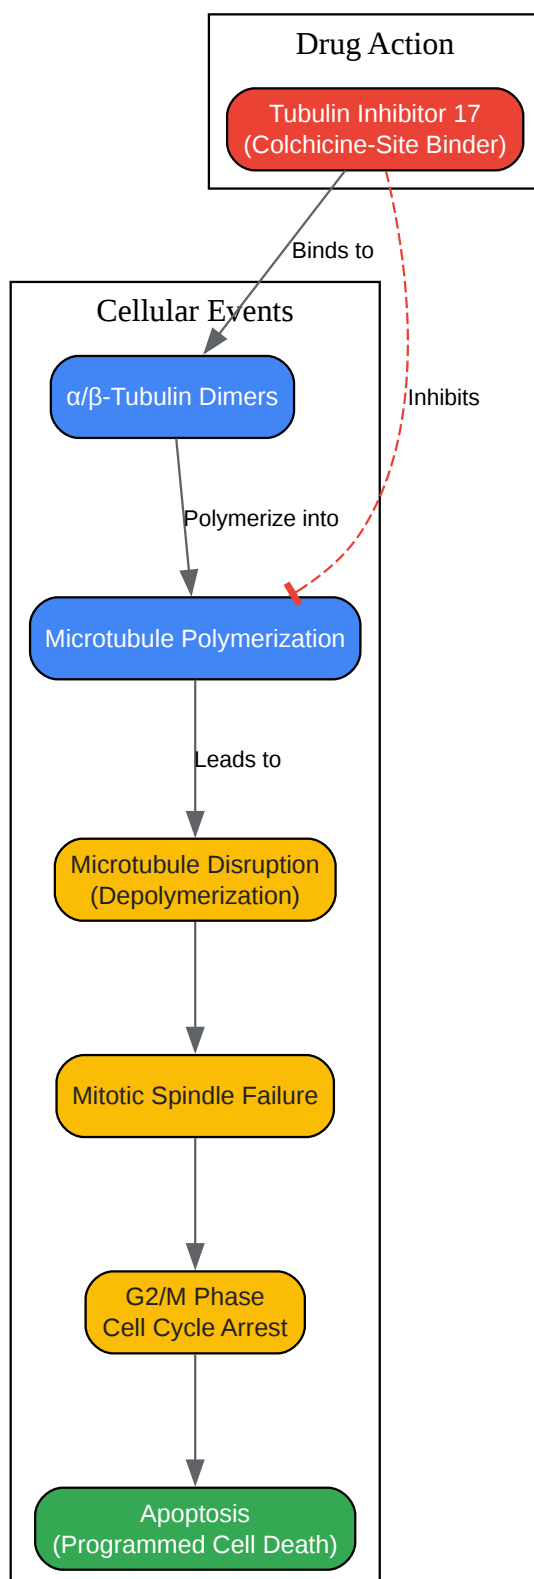 Drug Action
Tubulin Inhibitor 17
(Colchicine-Site Binder)
Binds to
Cellular Events
α/β-Tubulin Dimers
Inhibits
Polymerize into
Microtubule Polymerization
Leads to
Microtubule Disruption
(Depolymerization)
Mitotic Spindle Failure
G2/M Phase
Cell Cycle Arrest
Apoptosis
(Programmed Cell Death)